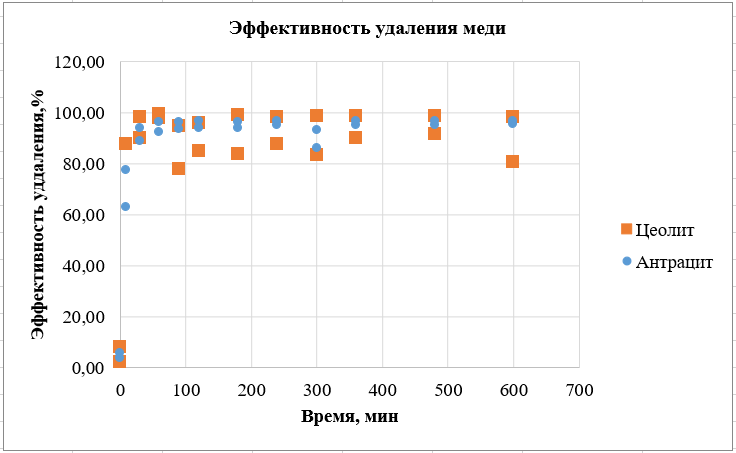 Эффективность удаления меди
120,00
100,00
80,00
60,00
40,00
20,00
0,00
Эффективность уддаления,%
0 100 200 300 400 500 600 700
Время, мин
Цеолит
Антрацит